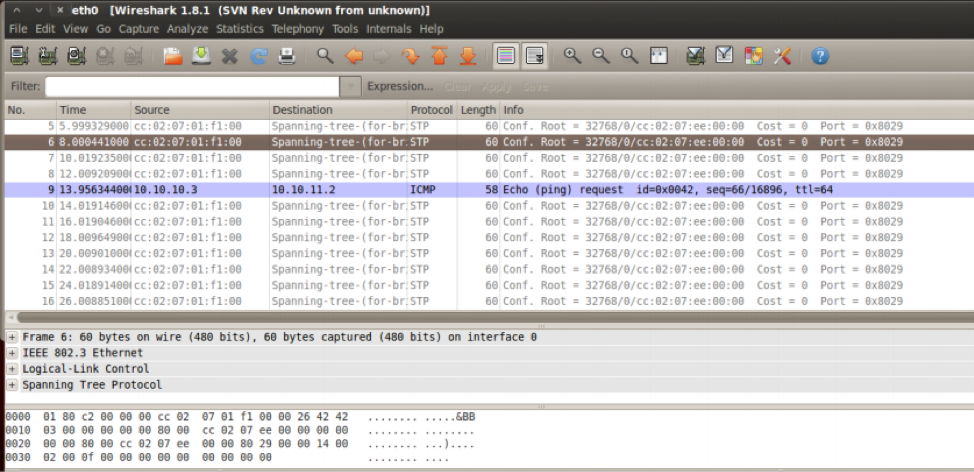 eth0 [Wireshark 1.8.1 (SVN Rev Unknown from unknown)]
File Edit View Go Capture Analyze Statistics Telephony Tools Internals Help
Filter: Expression... Clear Apply Save
No. Time Source Destination Protocol Length Info
5 5.999329000 cc:02:07:01:f1:00 Spanning-tree-(for-br STP 60 Conf. Root = 32768/0/cc:02:07:ee:00:00 Cost = 0 Port = 0x8029
6 8.000441000 cc:02:07:01:f1:00 Spanning-tree-(for-br STP 60 Conf. Root = 32768/0/cc:02:07:ee:00:00 Cost = 0 Port = 0x8029
7 10.01923500 cc:02:07:01:f1:00 Spanning-tree-(for-br STP 60 Conf. Root = 32768/0/cc:02:07:ee:00:00 Cost = 0 Port = 0x8029
8 12.00920900 cc:02:07:01:f1:00 Spanning-tree-(for-br STP 60 Conf. Root = 32768/0/cc:02:07:ee:00:00 Cost = 0 Port = 0x8029
9 13.95634400 10.10.10.3 10.10.11.2 ICMP 58 Echo (ping) request id=0x0042, seq=66/16896, ttl=64
10 14.01914600 cc:02:07:01:f1:00 Spanning-tree-(for-br STP 60 Conf. Root = 32768/0/cc:02:07:ee:00:00 Cost = 0 Port = 0x8029
11 16.01904600 cc:02:07:01:f1:00 Spanning-tree-(for-br STP 60 Conf. Root = 32768/0/cc:02:07:ee:00:00 Cost = 0 Port = 0x8029
12 18.00964900 cc:02:07:01:f1:00 Spanning-tree-(for-br STP 60 Conf. Root = 32768/0/cc:02:07:ee:00:00 Cost = 0 Port = 0x8029
13 20.00901000 cc:02:07:01:f1:00 Spanning-tree-(for-br STP 60 Conf. Root = 32768/0/cc:02:07:ee:00:00 Cost = 0 Port = 0x8029
14 22.00893400 cc:02:07:01:f1:00 Spanning-tree-(for-br STP 60 Conf. Root = 32768/0/cc:02:07:ee:00:00 Cost = 0 Port = 0x8029
15 24.01891400 cc:02:07:01:f1:00 Spanning-tree-(for-br STP 60 Conf. Root = 32768/0/cc:02:07:ee:00:00 Cost = 0 Port = 0x8029
16 26.00885100 cc:02:07:01:f1:00 Spanning-tree-(for-br STP 60 Conf. Root = 32768/0/cc:02:07:ee:00:00 Cost = 0 Port = 0x8029
Frame 6: 60 bytes on wire (480 bits), 60 bytes captured (480 bits) on interface 0
IEEE 802.3 Ethernet
Logical-Link Control
Spanning Tree Protocol
0000 01 80 c2 00 00 00 cc 02 07 01 f1 00 00 26 42 42 ........ .....&BB
0010 03 00 00 00 00 00 80 00 cc 02 07 ee 00 00 00 00 ........ ........
0020 00 00 80 00 cc 02 07 ee 00 00 80 29 00 00 14 00 ........ ...)....
0030 02 00 0f 00 00 00 00 00 00 00 00 00 ........ ....